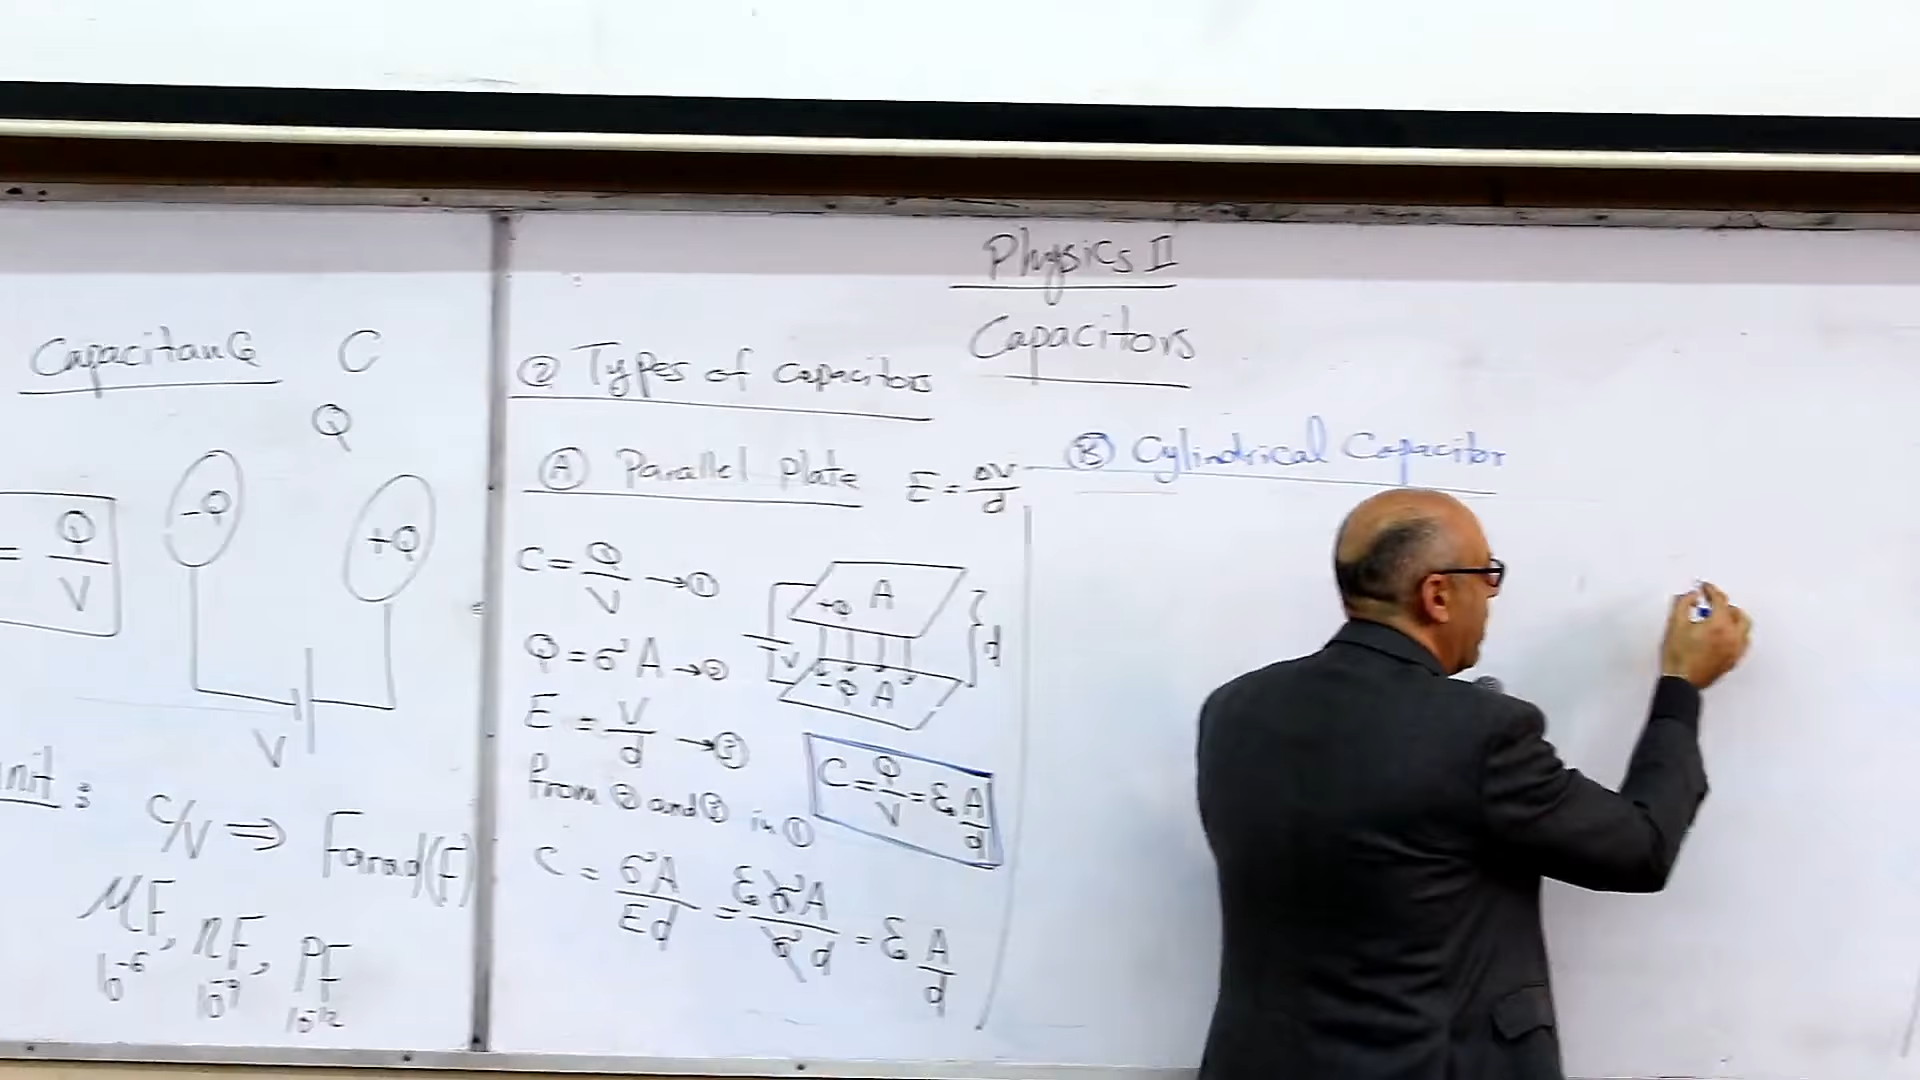 Physics II
Capacitors
Capacitance C
Q
-Q
+Q
= Q/V
V
unit :
C/V ⇒ Farad(F)
MF, nF, PF
10^-6 10^-9 10^-12
② Types of capacitors
Ⓐ Parallel Plate E = ΔV/d
C = Q/V → ①
Q = σA → ②
E = V/d → ③
From ② and ③ in ①
C = σA/Ed = ε₀σA/σd = ε₀ A/d
+Q A
V
-Q A
d
C = Q/V = ε₀ A/d
Ⓑ Cylindrical Capacitor